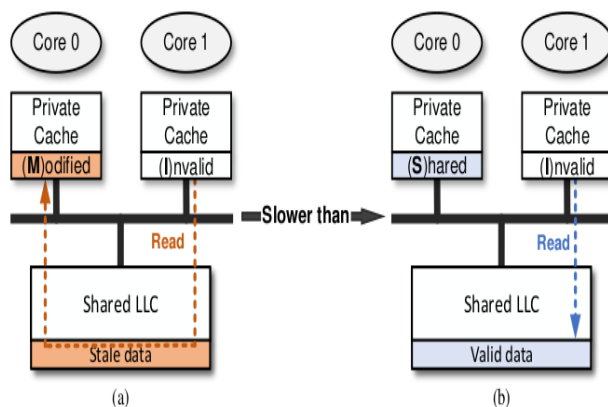 Core 0
Core 1
Private
Cache
(M)odified
Private
Cache
(I)nvalid
Read
Shared LLC
Stale data
(a)
Slower than
Core 0
Core 1
Private
Cache
(S)hared
Private
Cache
(I)nvalid
Read
Shared LLC
Valid data
(b)